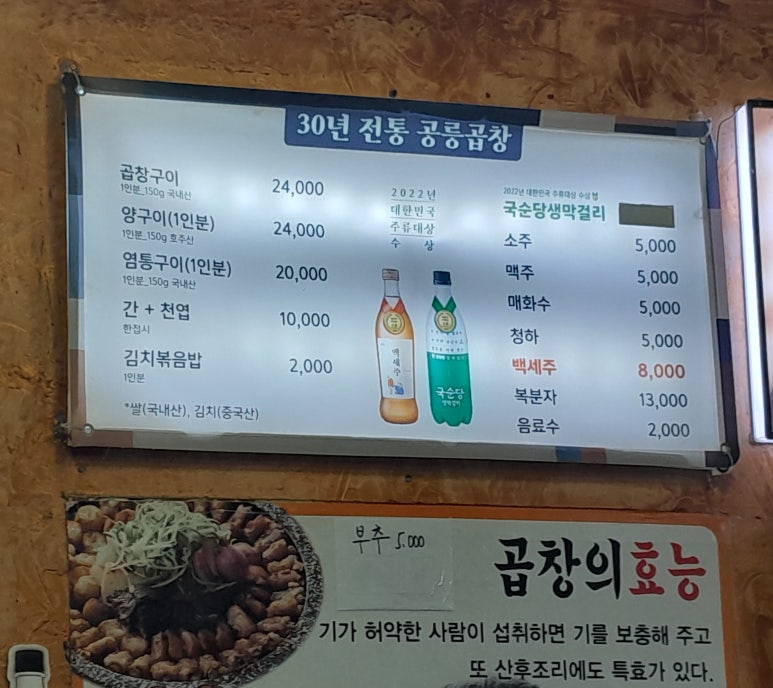 30년 전통 공릉곱창
곱창구이 24,000
1인분_150g 국내산
양구이(1인분) 24,000
1인분_150g 호주산
염통구이(1인분) 20,000
1인분_150g 국내산
간 + 천엽 10,000
한접시
김치볶음밥 2,000
1인분
*쌀(국내산), 김치(중국산)
2022년
대한민국
주류대상
수 상
백세주
국순당
2022년 대한민국 주류대상 수상
국순당생막걸리
소주 5,000
맥주 5,000
매화수 5,000
청하 5,000
백세주 8,000
복분자 13,000
음료수 2,000
부추 5,000
곱창의효능
기가 허약한 사람이 섭취하면 기를 보충해 주고
또 산후조리에도 특효가 있다.